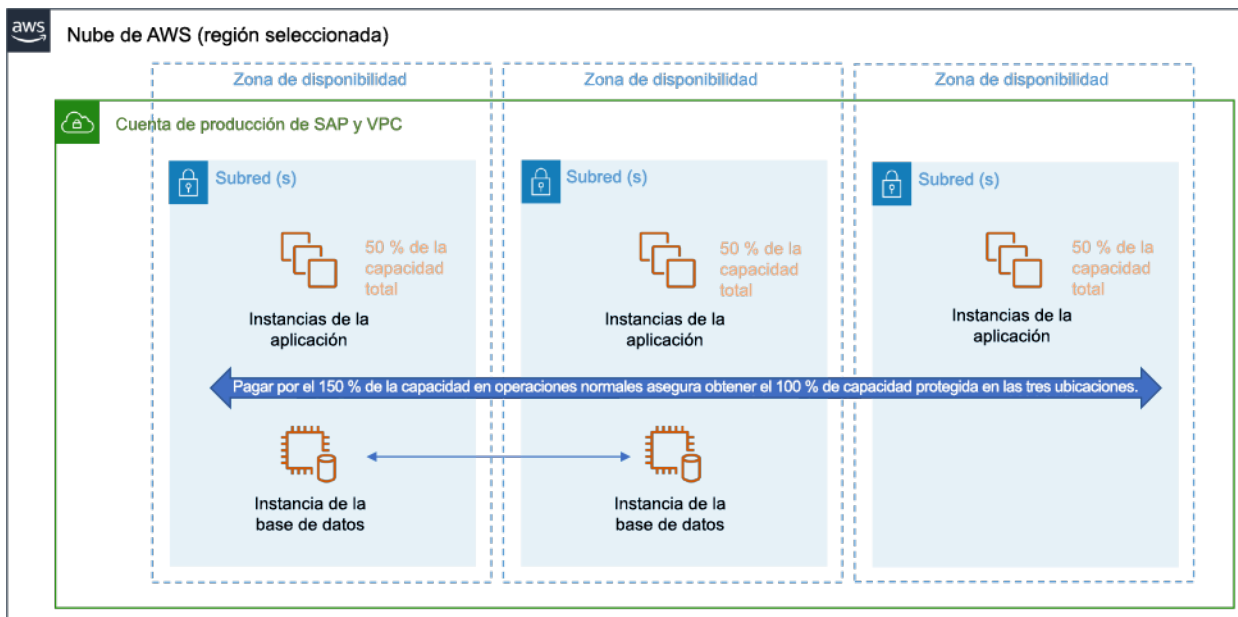 aws
Nube de AWS (región seleccionada)
Zona de disponibilidad
Zona de disponibilidad
Zona de disponibilidad
Cuenta de producción de SAP y VPC
Subred (s)
Subred (s)
Subred (s)
50 % de la
capacidad
total
50 % de la
capacidad
total
50 % de la
capacidad
total
Instancias de la
aplicación
Instancias de la
aplicación
Instancias de la
aplicación
Pagar por el 150 % de la capacidad en operaciones normales asegura obtener el 100 % de capacidad protegida en las tres ubicaciones.
Instancia de la
base de datos
Instancia de la
base de datos